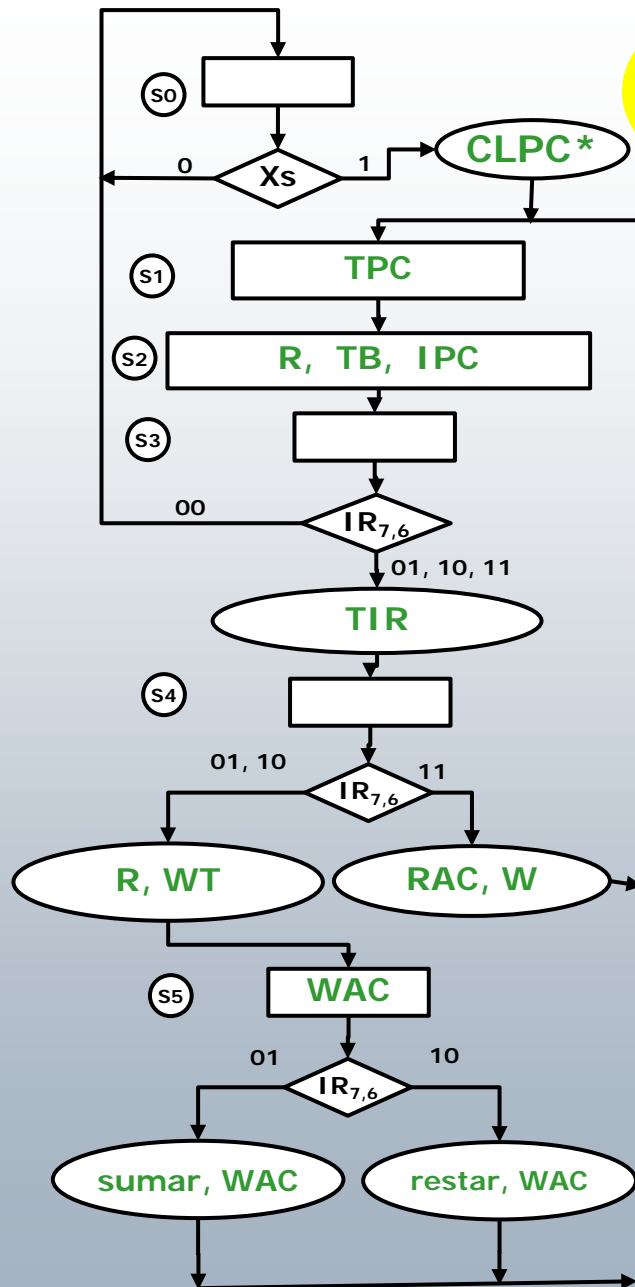 S0
0
Xs
1
CLPC*
S1
TPC
S2
R, TB, IPC
S3
00
IR7,6
01, 10, 11
TIR
S4
01, 10
IR7,6
11
R, WT
RAC, W
S5
WAC
01
IR7,6
10
sumar, WAC
restar, WAC